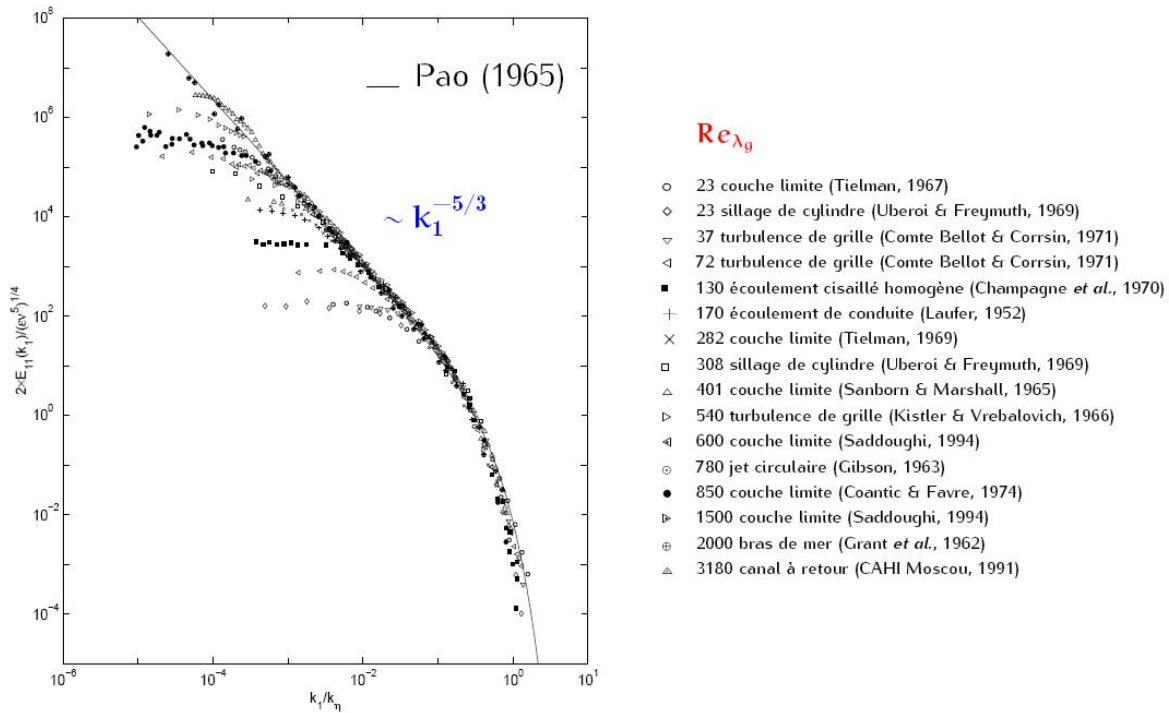 10^8
10^6
10^4
10^2
10^0
10^−2
10^−4
2×E_11(k_1)/(εν^5)^1/4
10^−6
10^−4
10^−2
10^0
10^1
k_1/k_η
— Pao (1965)
~ k_1^−5/3
Re_λg
23 couche limite (Tielman, 1967)
23 sillage de cylindre (Uberoi & Freymuth, 1969)
37 turbulence de grille (Comte Bellot & Corrsin, 1971)
72 turbulence de grille (Comte Bellot & Corrsin, 1971)
130 écoulement cisaillé homogène (Champagne et al., 1970)
170 écoulement de conduite (Laufer, 1952)
282 couche limite (Tielman, 1969)
308 sillage de cylindre (Uberoi & Freymuth, 1969)
401 couche limite (Sanborn & Marshall, 1965)
540 turbulence de grille (Kistler & Vrebalovich, 1966)
600 couche limite (Saddoughi, 1994)
780 jet circulaire (Gibson, 1963)
850 couche limite (Coantic & Favre, 1974)
1500 couche limite (Saddoughi, 1994)
2000 bras de mer (Grant et al., 1962)
3180 canal à retour (CAHI Moscou, 1991)